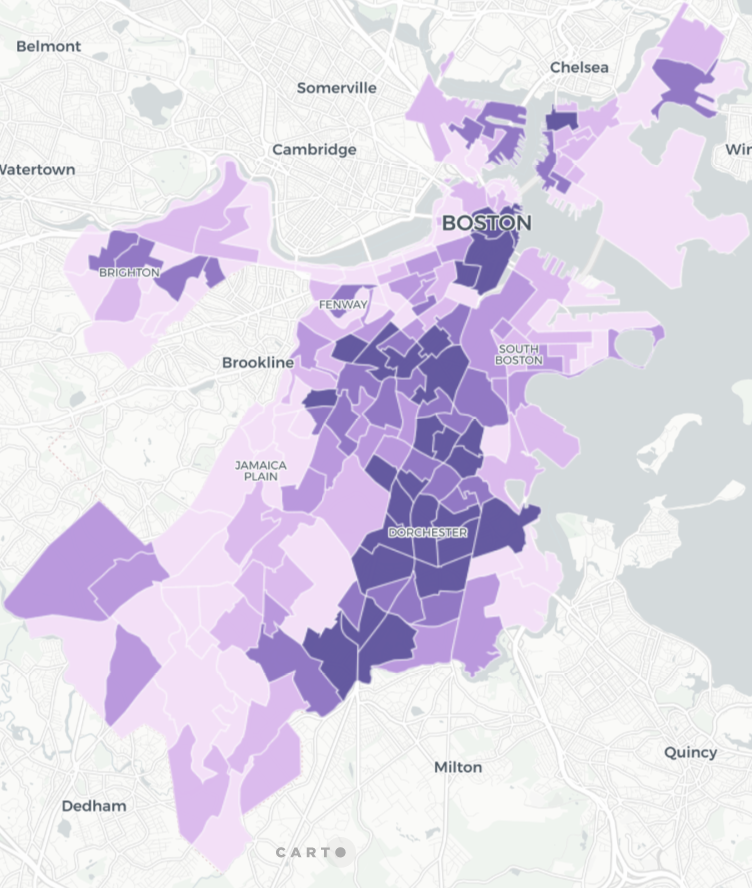 Belmont
Chelsea
Somerville
Cambridge
Watertown
Win
BOSTON
BRIGHTON
FENWAY
SOUTH
BOSTON
Brookline
JAMAICA
PLAIN
DORCHESTER
Quincy
Milton
Dedham
CARTO